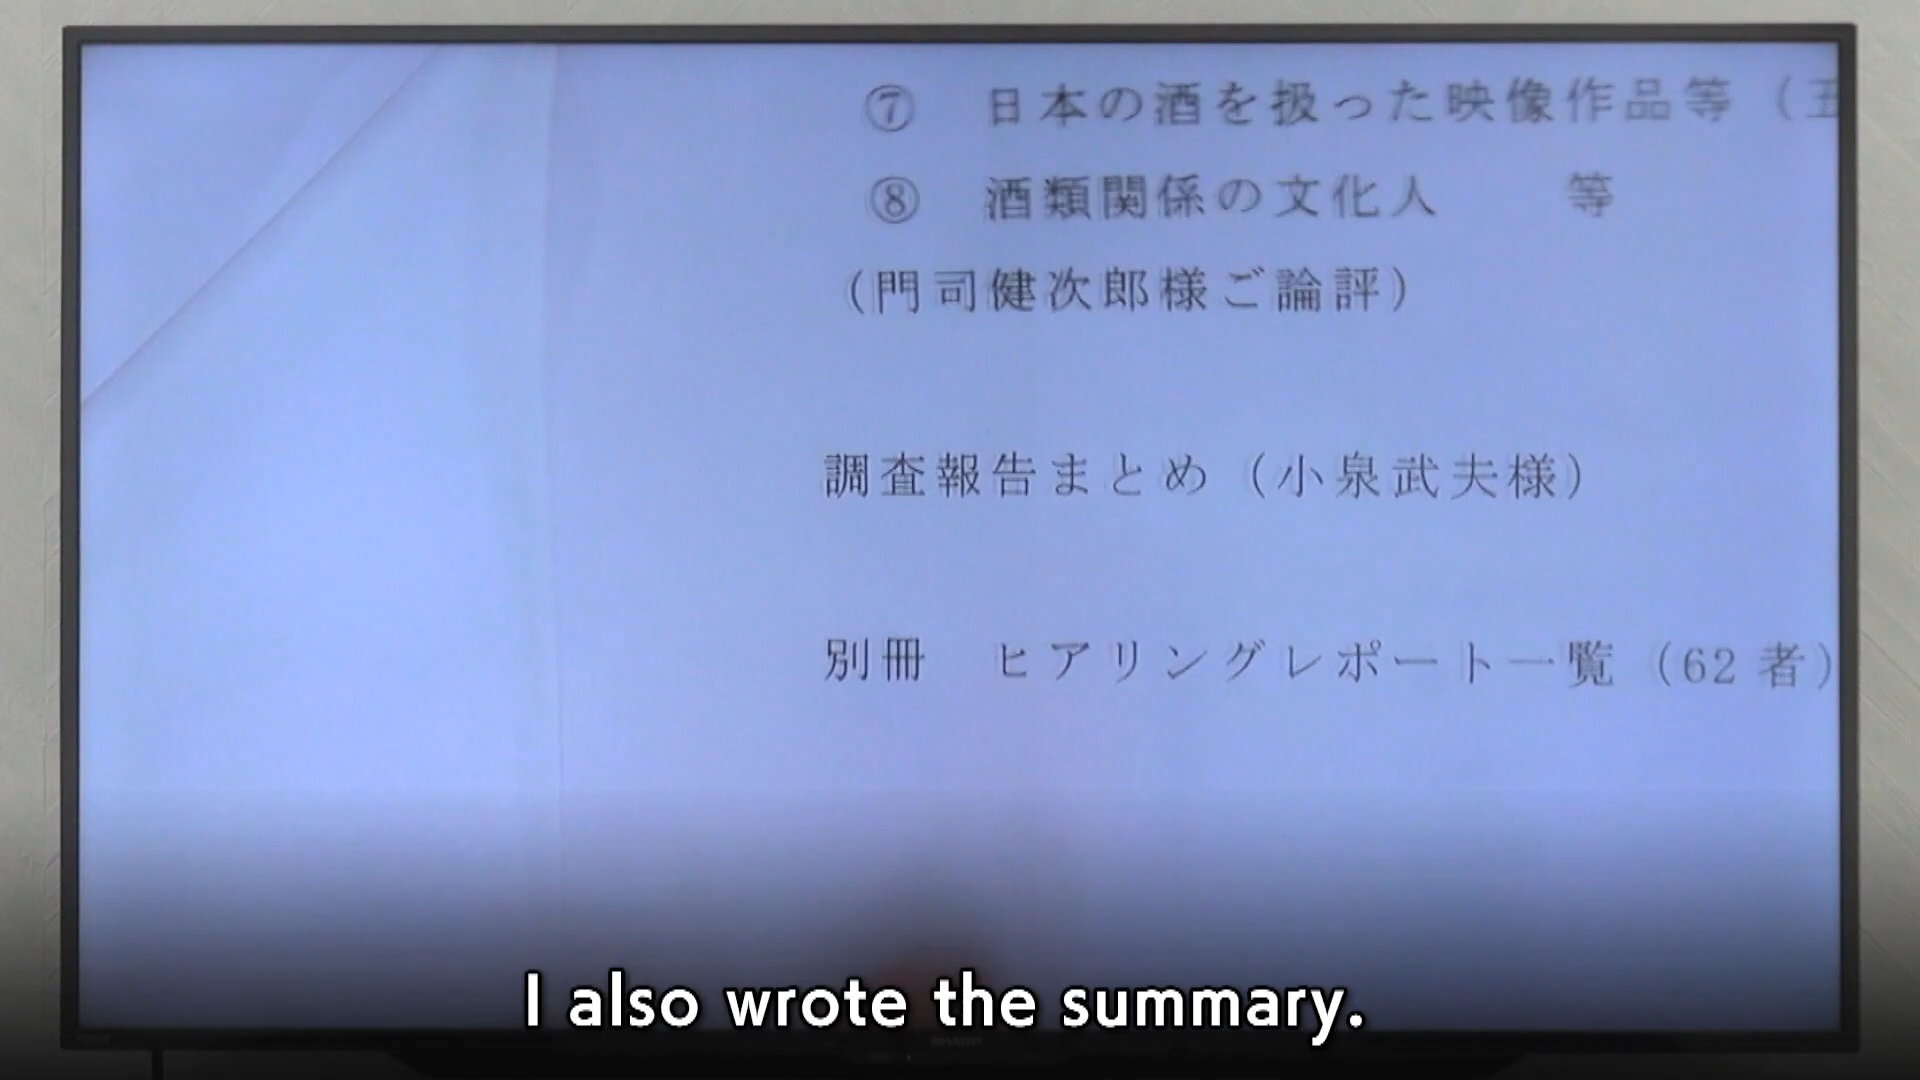 ⑦ 日本の酒を扱った映像作品等（五
⑧ 酒類関係の文化人 等
（門司健次郎様ご論評）
調査報告まとめ（小泉武夫様）
別冊 ヒアリングレポート一覧（62 者）
SHARP
I also wrote the summary.